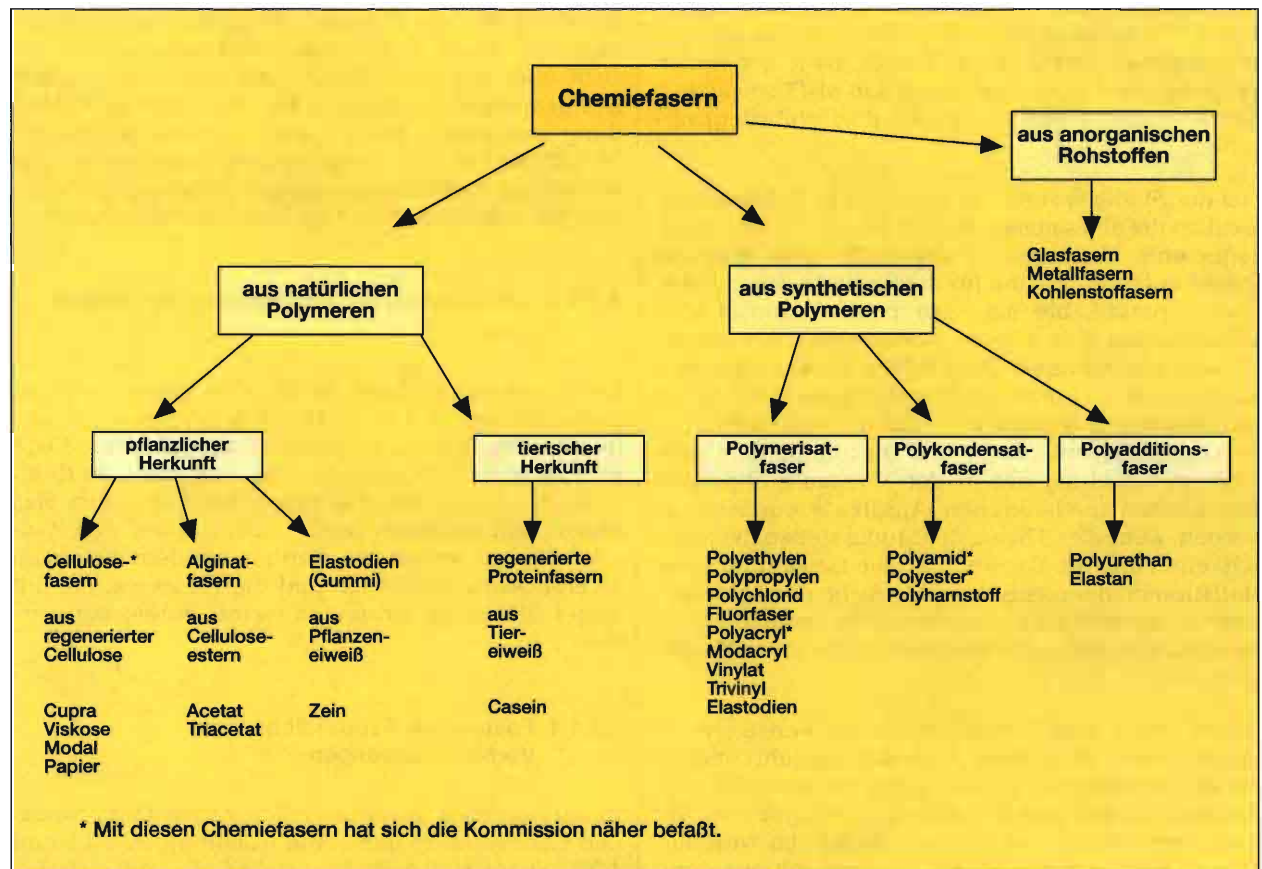 Chemiefasern
aus anorganischen
Rohstoffen
Glasfasern
Metallfasern
Kohlenstoffasern
aus natürlichen
Polymeren
aus synthetischen
Polymeren
pflanzlicher
Herkunft
tierischer
Herkunft
Polymerisat-
faser
Polykondensat-
faser
Polyadditions-
faser
Cellulose-*
fasern
aus
regenerierter
Cellulose
Cupra
Viskose
Modal
Papier
Alginat-
fasern
aus
Cellulose-
estern
Acetat
Triacetat
Elastodien
(Gummi)
aus
Pflanzen-
eiweiß
Zein
regenerierte
Proteinfasern
aus
Tier-
eiweiß
Casein
Polyethylen
Polypropylen
Polychlorid
Fluorfaser
Polyacryl*
Modacryl
Vinylat
Trivinyl
Elastodien
Polyamid*
Polyester*
Polyharnstoff
Polyurethan
Elastan
* Mit diesen Chemiefasern hat sich die Kommission näher befaßt.